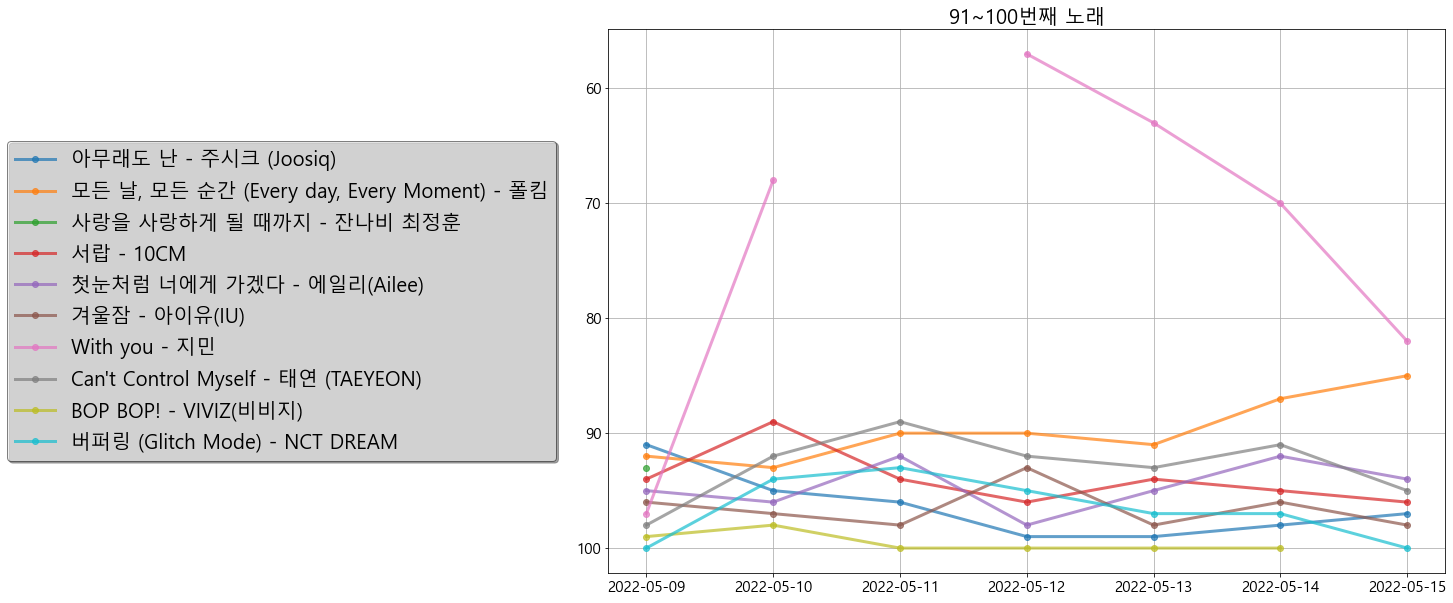 91~100번째 노래
아무래도 난 - 주시크 (Joosiq)
모든 날, 모든 순간 (Every day, Every Moment) - 폴킴
사랑을 사랑하게 될 때까지 - 잔나비 최정훈
서랍 - 10CM
첫눈처럼 너에게 가겠다 - 에일리(Ailee)
겨울잠 - 아이유(IU)
With you - 지민
Can't Control Myself - 태연 (TAEYEON)
BOP BOP! - VIVIZ(비비지)
버퍼링 (Glitch Mode) - NCT DREAM
60
70
80
90
100
2022-05-09 2022-05-10 2022-05-11 2022-05-12 2022-05-13 2022-05-14 2022-05-15